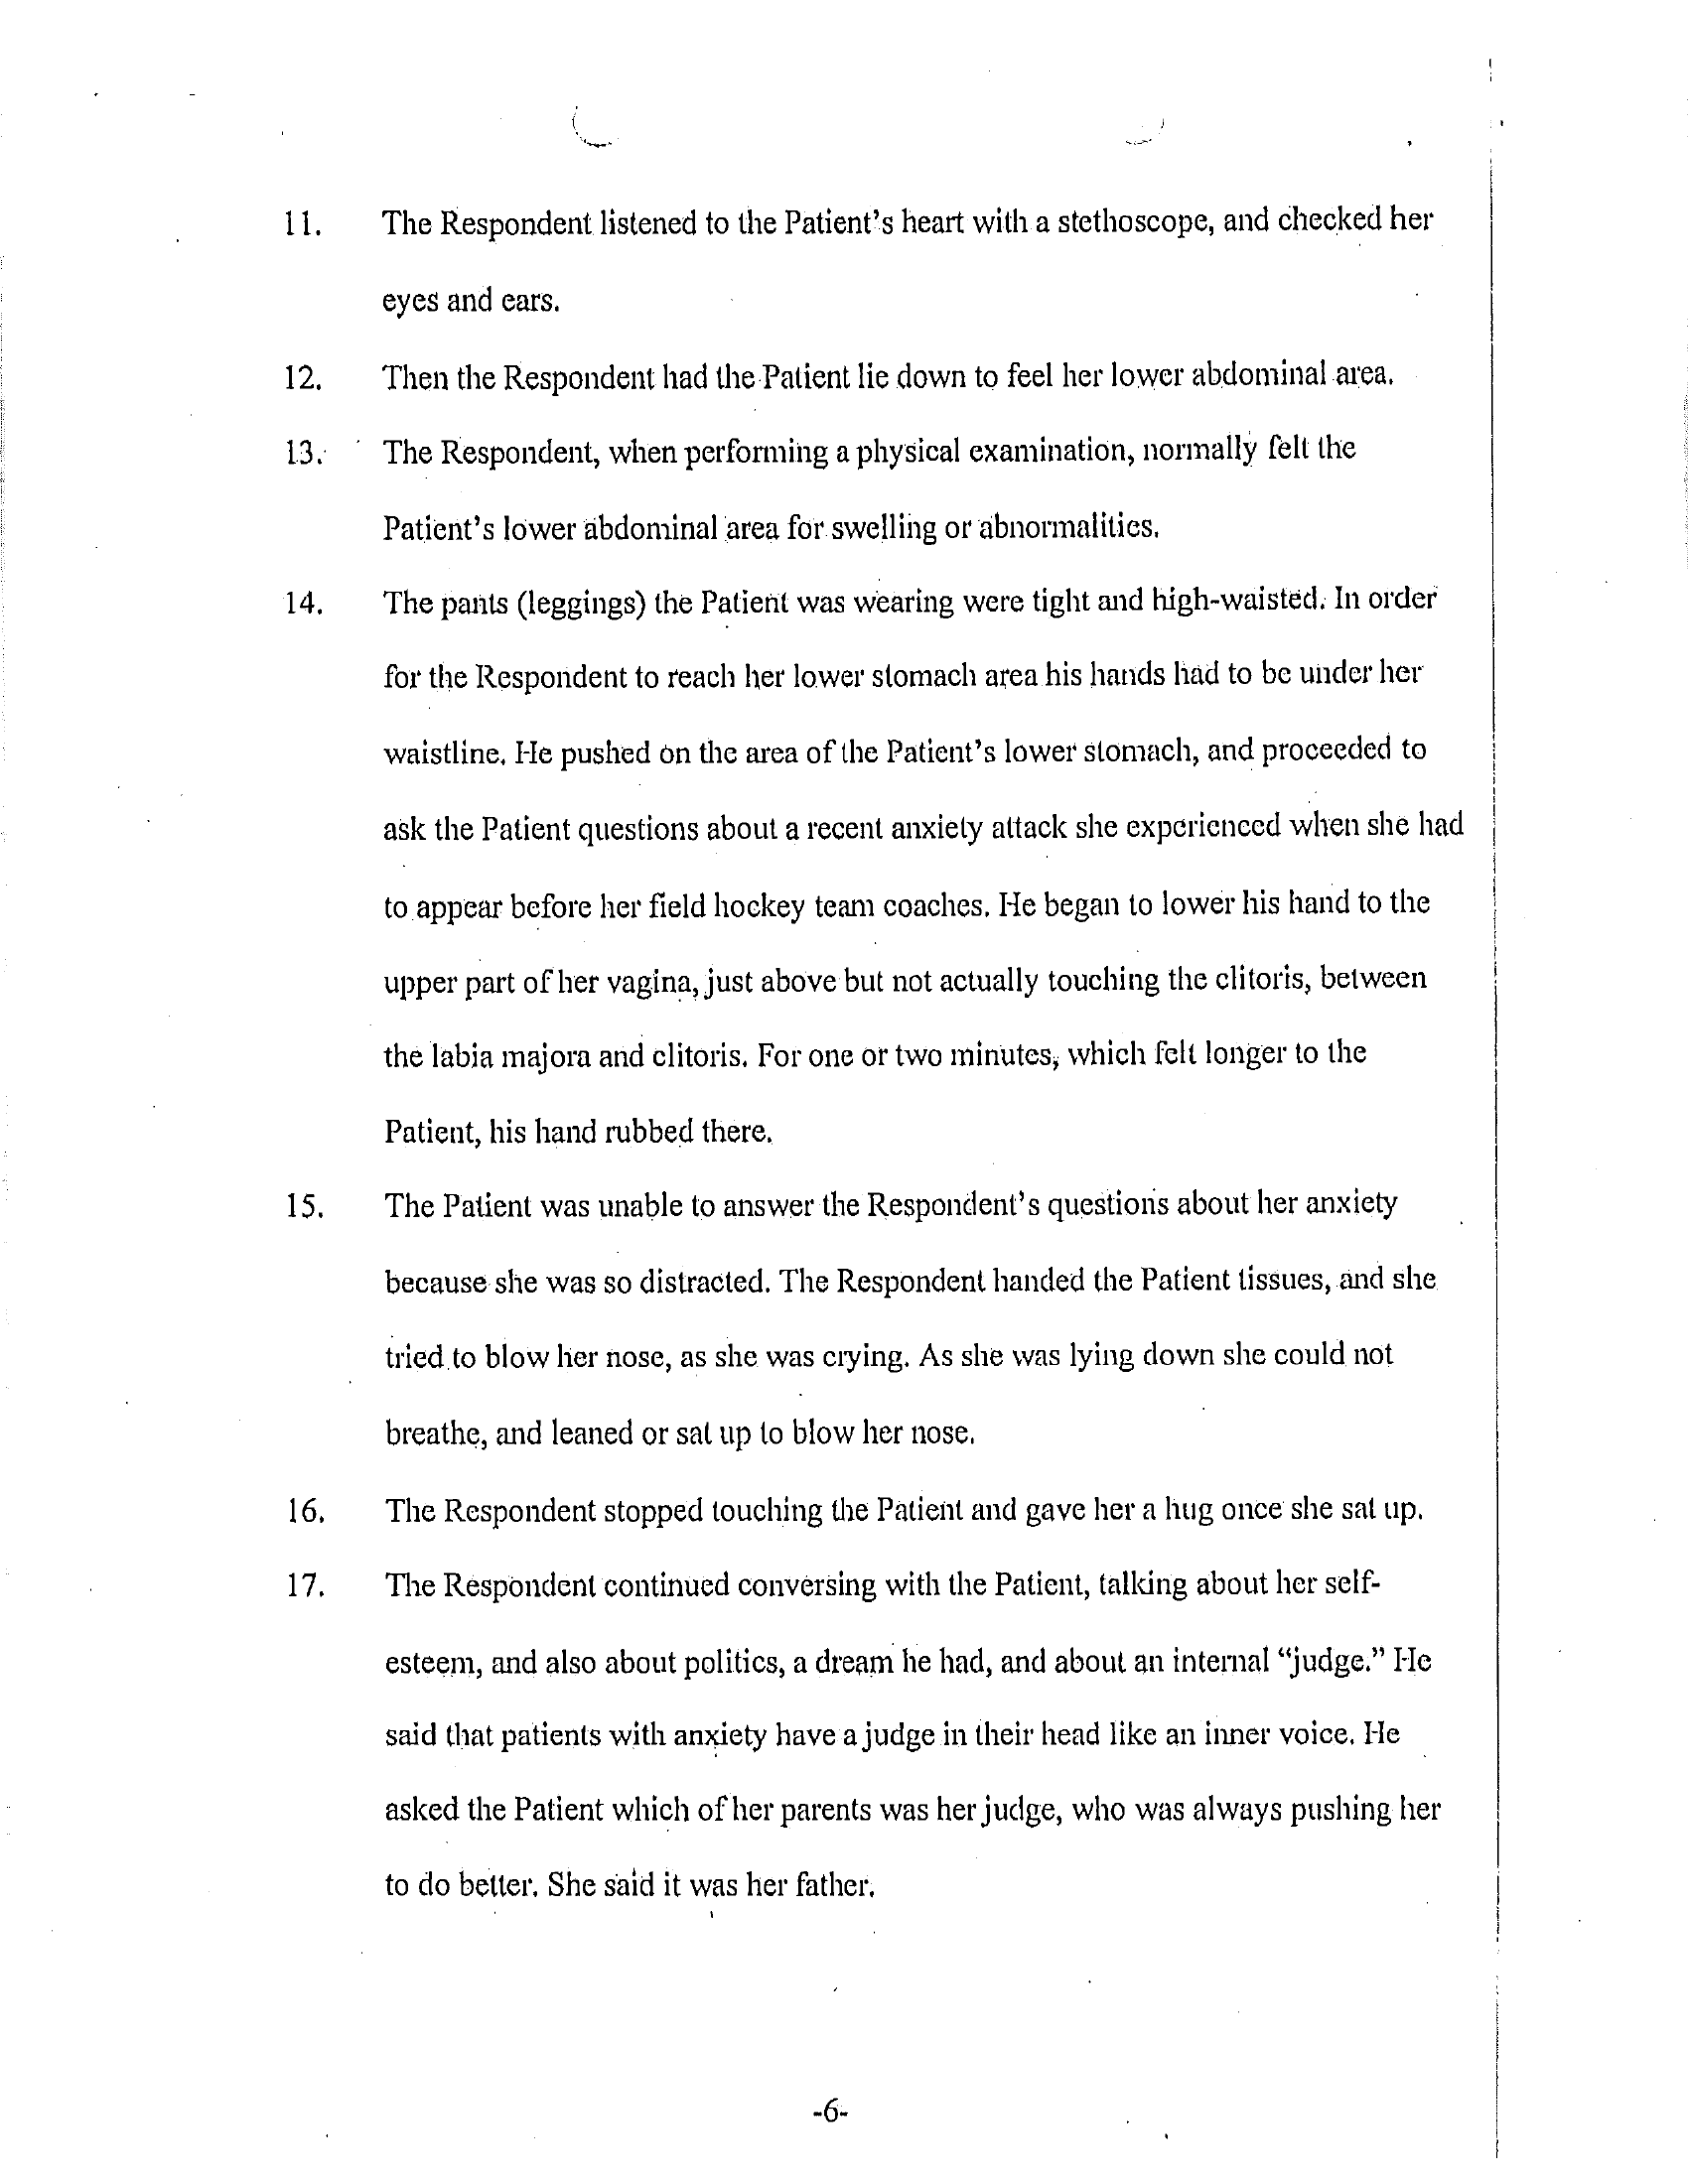 11. The Respondent listened to the Patient's heart with a stethoscope, and checked her
eyes and ears.
12. Then the Respondent had the Patient lie down to feel her lower abdominal area.
13. The Respondent, when performing a physical examination, normally felt the
Patient's lower abdominal area for swelling or abnormalities.
14. The pants (leggings) the Patient was wearing were tight and high-waisted. In order
for the Respondent to reach her lower stomach area his hands had to be under her
waistline. He pushed on the area of the Patient's lower stomach, and proceeded to
ask the Patient questions about a recent anxiety attack she experienced when she had
to appear before her field hockey team coaches. He began to lower his hand to the
upper part of her vagina, just above but not actually touching the clitoris, between
the labia majora and clitoris. For one or two minutes, which felt longer to the
Patient, his hand rubbed there.
15. The Patient was unable to answer the Respondent's questions about her anxiety
because she was so distracted. The Respondent handed the Patient tissues, and she
tried to blow her nose, as she was crying. As she was lying down she could not
breathe, and leaned or sat up to blow her nose.
16. The Respondent stopped touching the Patient and gave her a hug once she sat up.
17. The Respondent continued conversing with the Patient, talking about her self-
esteem, and also about politics, a dream he had, and about an internal “judge.” He
said that patients with anxiety have a judge in their head like an inner voice. He
asked the Patient which of her parents was her judge, who was always pushing her
to do better. She said it was her father.
-6-